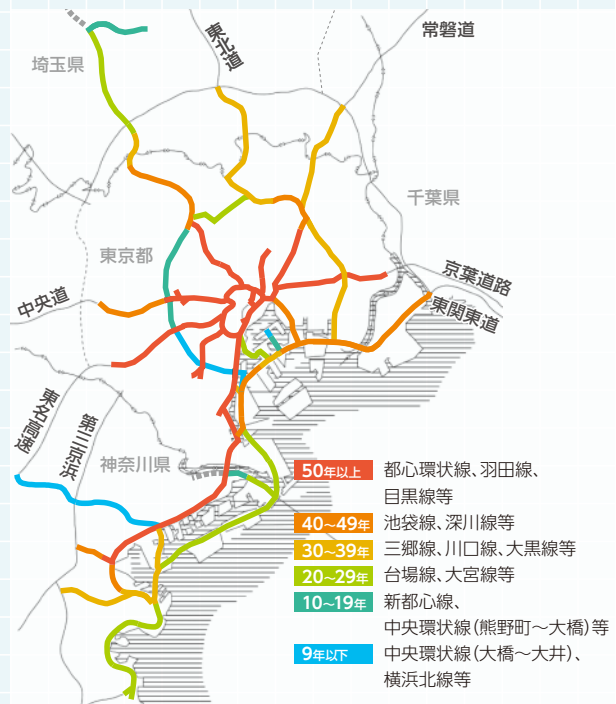 東北道
常磐道
埼玉県
千葉県
東京都
京葉道路
中央道
東関東道
東名高速
第三京浜
神奈川県
50年以上 都心環状線、羽田線、
目黒線等
40〜49年 池袋線、深川線等
30〜39年 三郷線、川口線、大黒線等
20〜29年 台場線、大宮線等
10〜19年 新都心線、
中央環状線(熊野町〜大橋)等
9年以下 中央環状線(大橋〜大井)、
横浜北線等